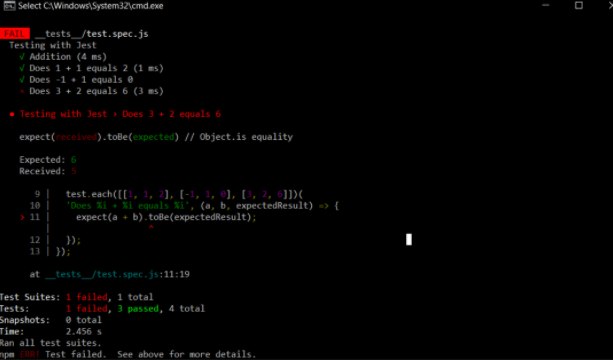 Select C:\Windows\System32\cmd.exe
FAIL __tests__/test.spec.js
Testing with Jest
√ Addition (4 ms)
√ Does 1 + 1 equals 2 (1 ms)
√ Does -1 + 1 equals 0
× Does 3 + 2 equals 6 (3 ms)
● Testing with Jest › Does 3 + 2 equals 6
expect(received).toBe(expected) // Object.is equality
Expected: 6
Received: 5
9 | test.each([[1, 1, 2], [-1, 1, 0], [3, 2, 6]])(
10 | 'Does %i + %i equals %i', (a, b, expectedResult) => {
> 11 | expect(a + b).toBe(expectedResult);
| ^
12 | });
13 | });
at __tests__/test.spec.js:11:19
Test Suites: 1 failed, 1 total
Tests: 1 failed, 3 passed, 4 total
Snapshots: 0 total
Time: 2.456 s
Ran all test suites.
npm ERR! Test failed. See above for more details.